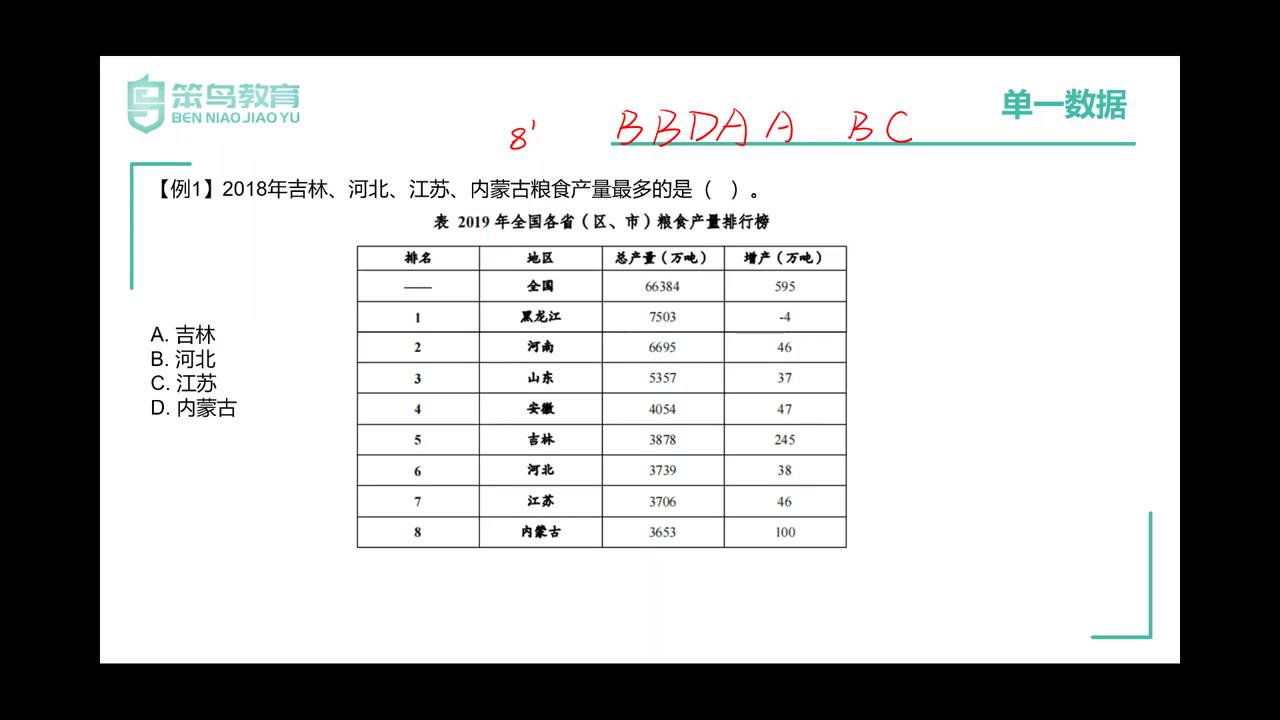 笨鸟教育
BEN NIAO JIAO YU
单一数据
8' BBDAA BC
【例1】2018年吉林、河北、江苏、内蒙古粮食产量最多的是（ ）。
表 2019 年全国各省（区、市）粮食产量排行榜
排名 地区 总产量（万吨） 增产（万吨）
—— 全国 66384 595
1 黑龙江 7503 -4
2 河南 6695 46
3 山东 5357 37
4 安徽 4054 47
5 吉林 3878 245
6 河北 3739 38
7 江苏 3706 46
8 内蒙古 3653 100
A. 吉林
B. 河北
C. 江苏
D. 内蒙古